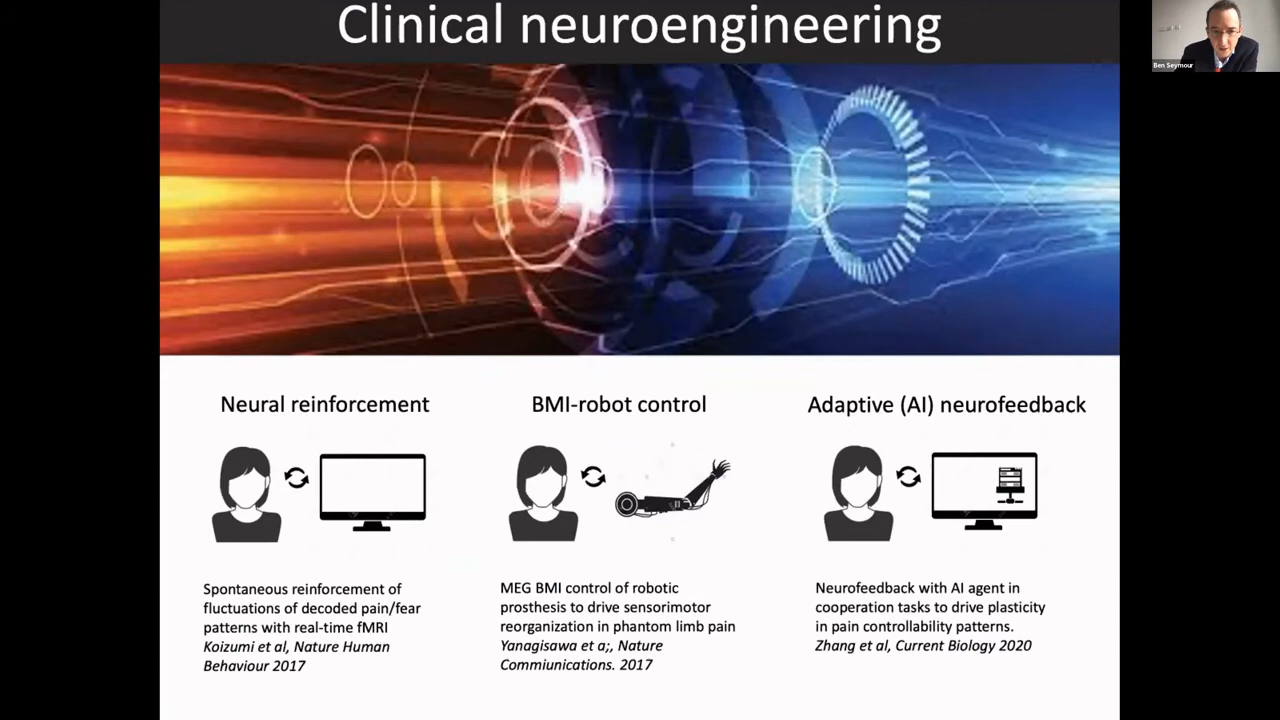 Clinical neuroengineering
Ben Seymour
Neural reinforcement
BMI-robot control
Adaptive (AI) neurofeedback
Spontaneous reinforcement of
fluctuations of decoded pain/fear
patterns with real-time fMRI
Koizumi et al, Nature Human
Behaviour 2017
MEG BMI control of robotic
prosthesis to drive sensorimotor
reorganization in phantom limb pain
Yanagisawa et a;, Nature
Commiunications. 2017
Neurofeedback with AI agent in
cooperation tasks to drive plasticity
in pain controllability patterns.
Zhang et al, Current Biology 2020